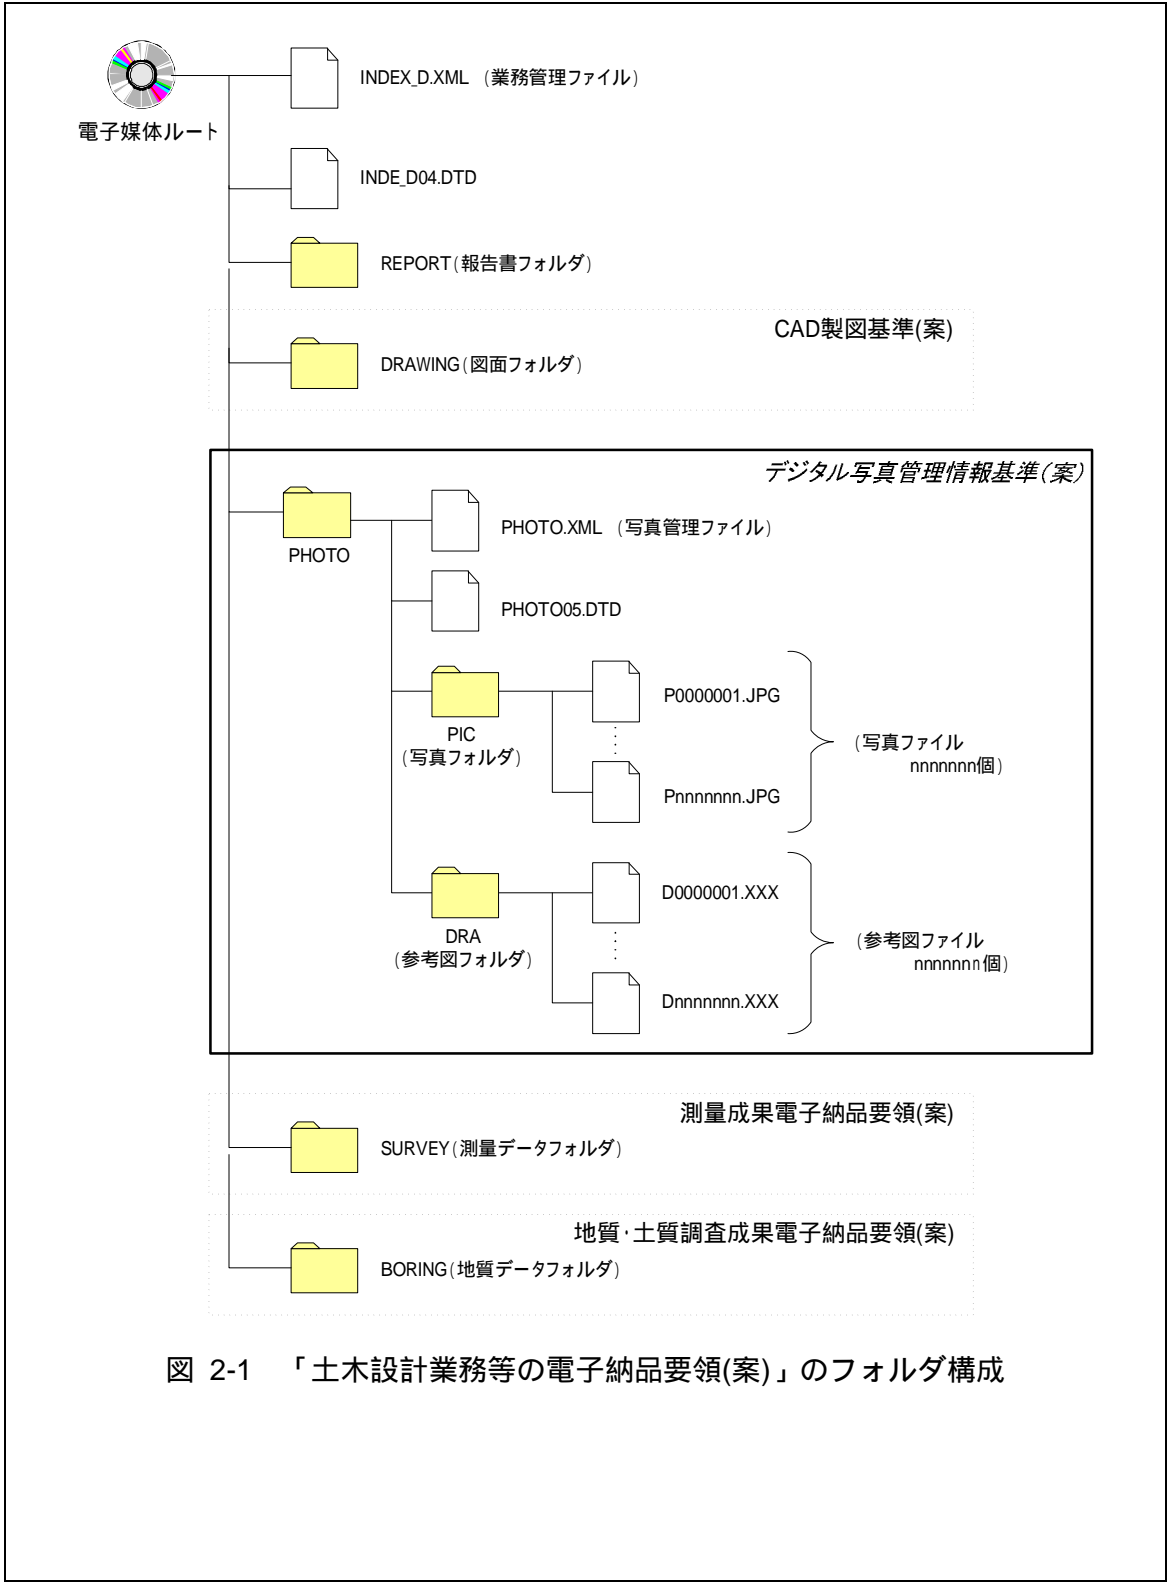 INDEX_D.XML (業務管理ファイル)
電子媒体ルート
INDE_D04.DTD
REPORT(報告書フォルダ)
CAD製図基準(案)
DRAWING(図面フォルダ)
デジタル写真管理情報基準(案)
PHOTO
PHOTO.XML (写真管理ファイル)
PHOTO05.DTD
PIC
(写真フォルダ)
P0000001.JPG
Pnnnnnnn.JPG
(写真ファイル
nnnnnnn個)
DRA
(参考図フォルダ)
D0000001.XXX
Dnnnnnnn.XXX
(参考図ファイル
nnnnnnn個)
測量成果電子納品要領(案)
SURVEY(測量データフォルダ)
地質・土質調査成果電子納品要領(案)
BORING(地質データフォルダ)
図 2-1 「土木設計業務等の電子納品要領(案)」のフォルダ構成